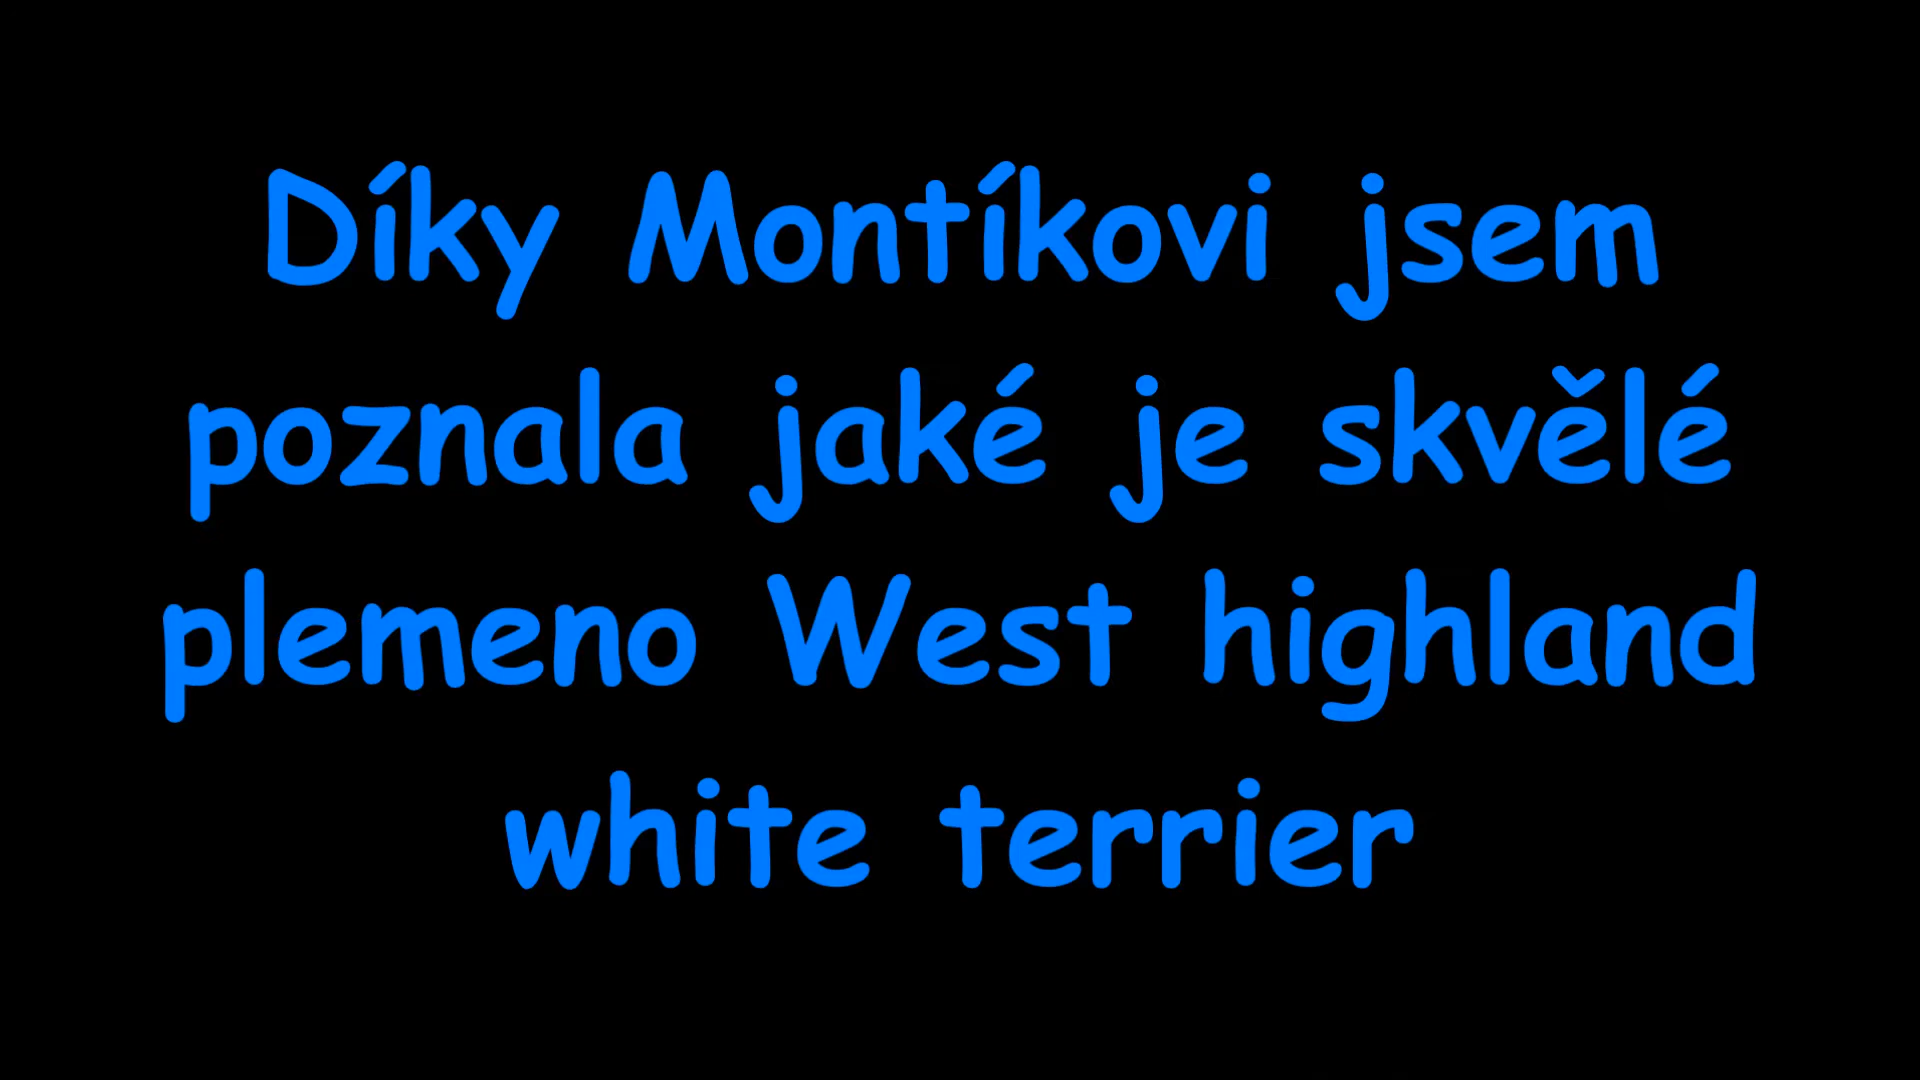 Díky Montíkovi jsem
poznala jaké je skvělé
plemeno West highland
white terrier